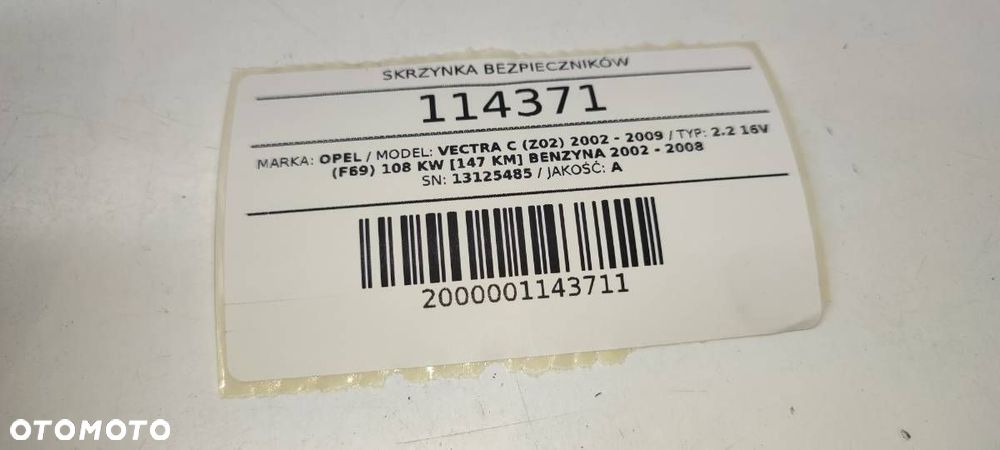 SKRZYNKA BEZPIECZNIKÓW
114371
MARKA: OPEL / MODEL: VECTRA C (Z02) 2002 - 2009 / TYP: 2.2 16V
(F69) 108 KW [147 KM] BENZYNA 2002 - 2008
SN: 13125485 / JAKOŚĆ: A
2000001143711
OTOMOTO